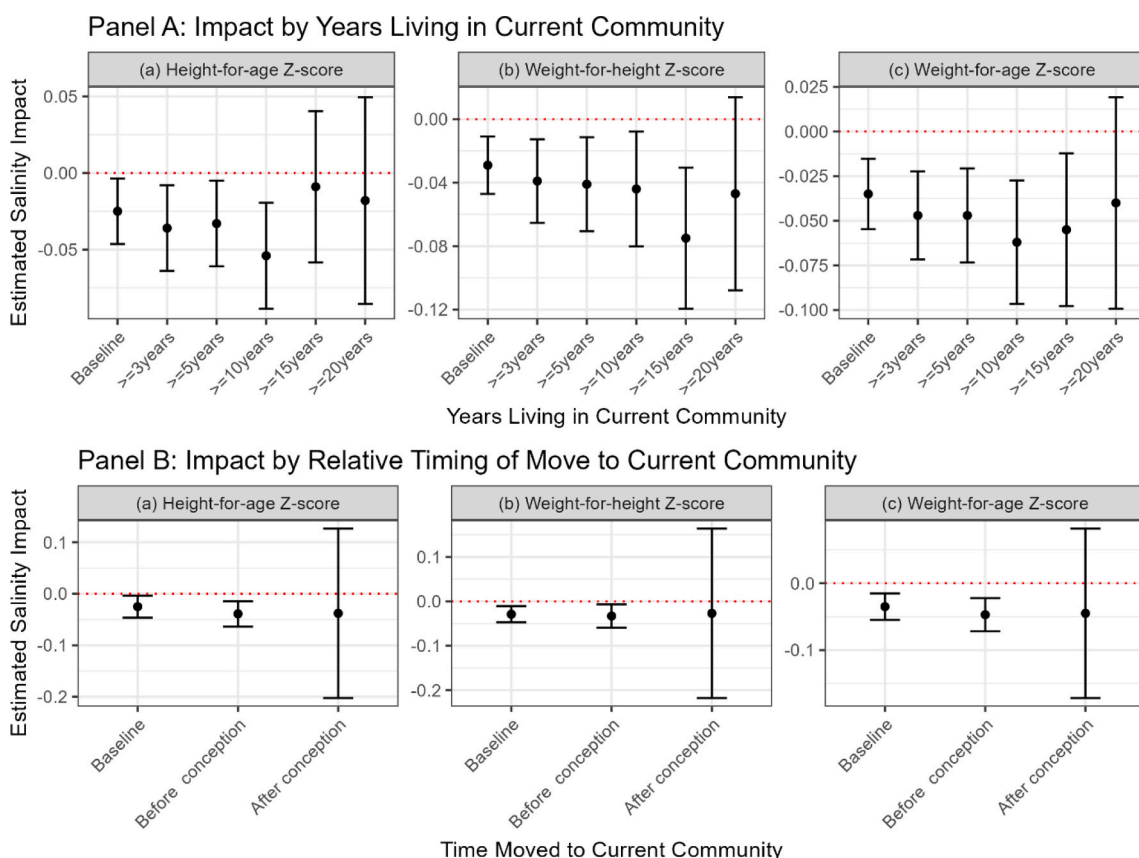 Panel A: Impact by Years Living in Current Community
(a) Height-for-age Z-score
(b) Weight-for-height Z-score
(c) Weight-for-age Z-score
Estimated Salinity Impact
0.05
0.00
-0.05
0.00
-0.04
-0.08
-0.12
0.025
0.000
-0.025
-0.050
-0.075
-0.100
Baseline
>=3years
>=5years
>=10years
>=15years
>=20years
Baseline
>=3years
>=5years
>=10years
>=15years
>=20years
Baseline
>=3years
>=5years
>=10years
>=15years
>=20years
Years Living in Current Community
Panel B: Impact by Relative Timing of Move to Current Community
(a) Height-for-age Z-score
(b) Weight-for-height Z-score
(c) Weight-for-age Z-score
Estimated Salinity Impact
0.1
0.0
-0.1
-0.2
0.1
0.0
-0.1
-0.2
0.0
-0.1
Baseline
Before conception
After conception
Baseline
Before conception
After conception
Baseline
Before conception
After conception
Time Moved to Current Community